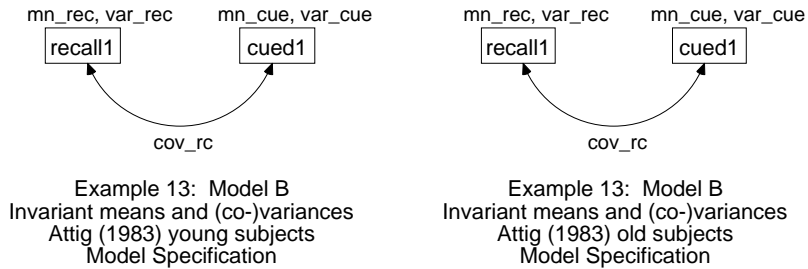 mn_rec, var_rec
mn_cue, var_cue
recall1
cued1
cov_rc
Example 13: Model B
Invariant means and (co-)variances
Attig (1983) young subjects
Model Specification
mn_rec, var_rec
mn_cue, var_cue
recall1
cued1
cov_rc
Example 13: Model B
Invariant means and (co-)variances
Attig (1983) old subjects
Model Specification